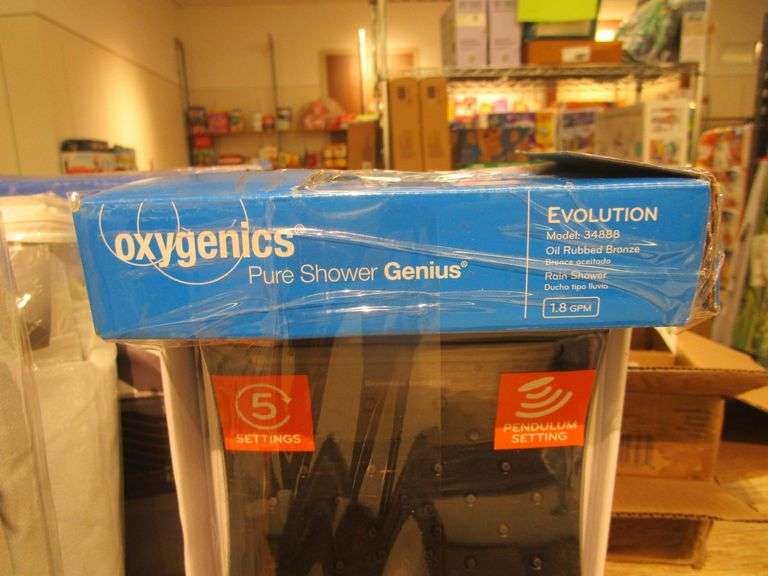 oxygenics®
Pure Shower Genius®
EVOLUTION
Model: 34888
Oil Rubbed Bronze
Bronce aceitado
Rain Shower
Ducha tipo lluvia
1.8 GPM
5
SETTINGS
PENDULUM
SETTING